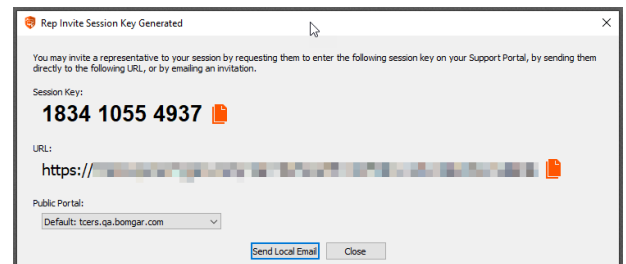 Rep Invite Session Key Generated
You may invite a representative to your session by requesting them to enter the following session key on your Support Portal, by sending them
directly to the following URL, or by emailing an invitation.
Session Key:
1834 1055 4937
URL:
https://
Public Portal:
Default: tcers.qa.bomgar.com
Send Local Email Close